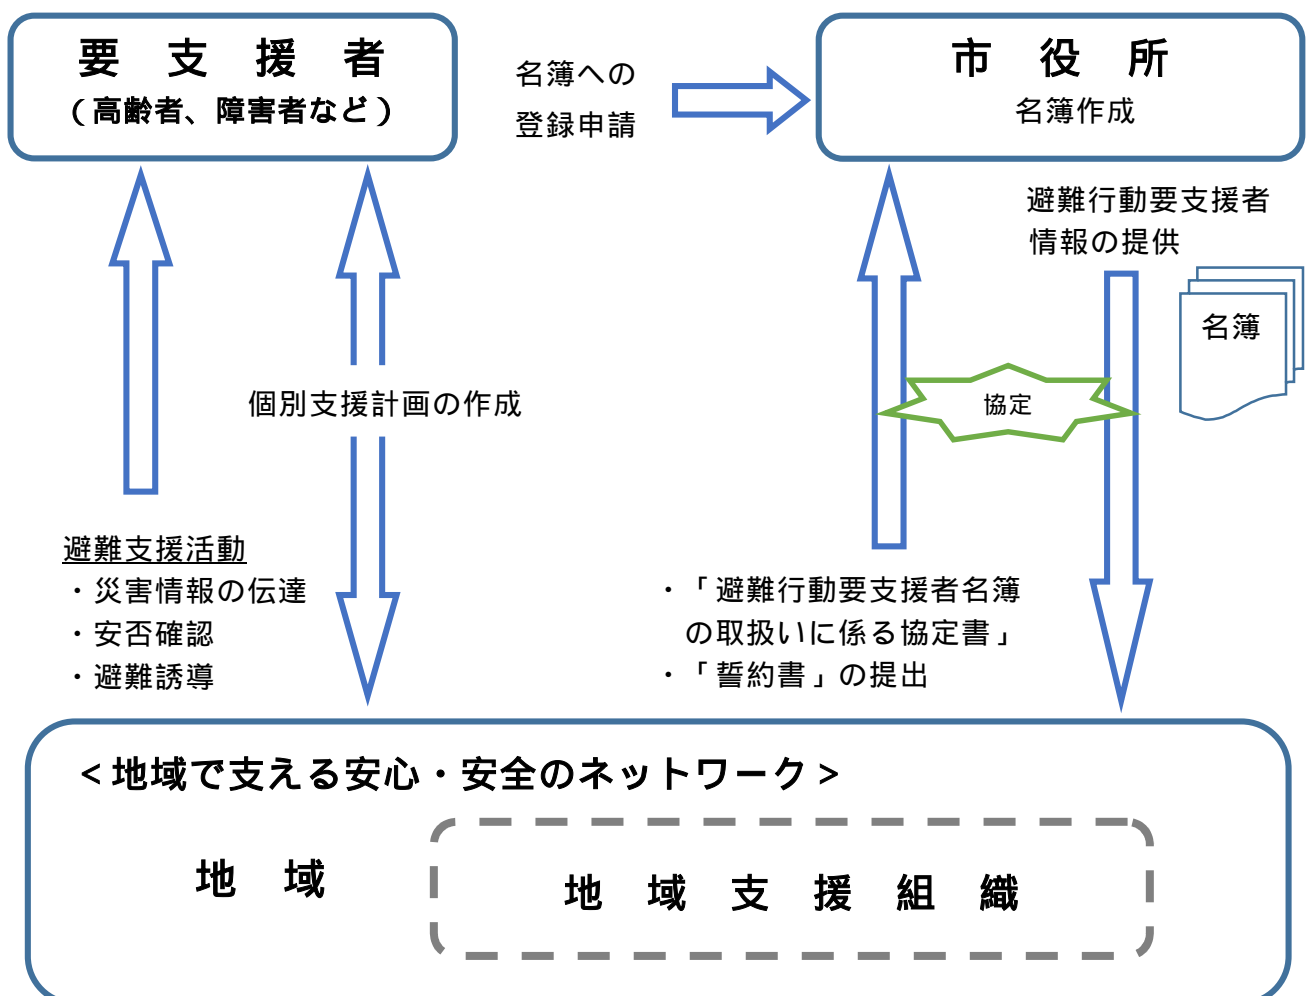 要支援者
（高齢者、障害者など）
名簿への
登録申請
市役所
名簿作成
避難行動要支援者
情報の提供
名簿
協定
個別支援計画の作成
避難支援活動
・災害情報の伝達
・安否確認
・避難誘導
・「避難行動要支援者名簿
の取扱いに係る協定書」
・「誓約書」の提出
<地域で支える安心・安全のネットワーク>
地域
地域支援組織